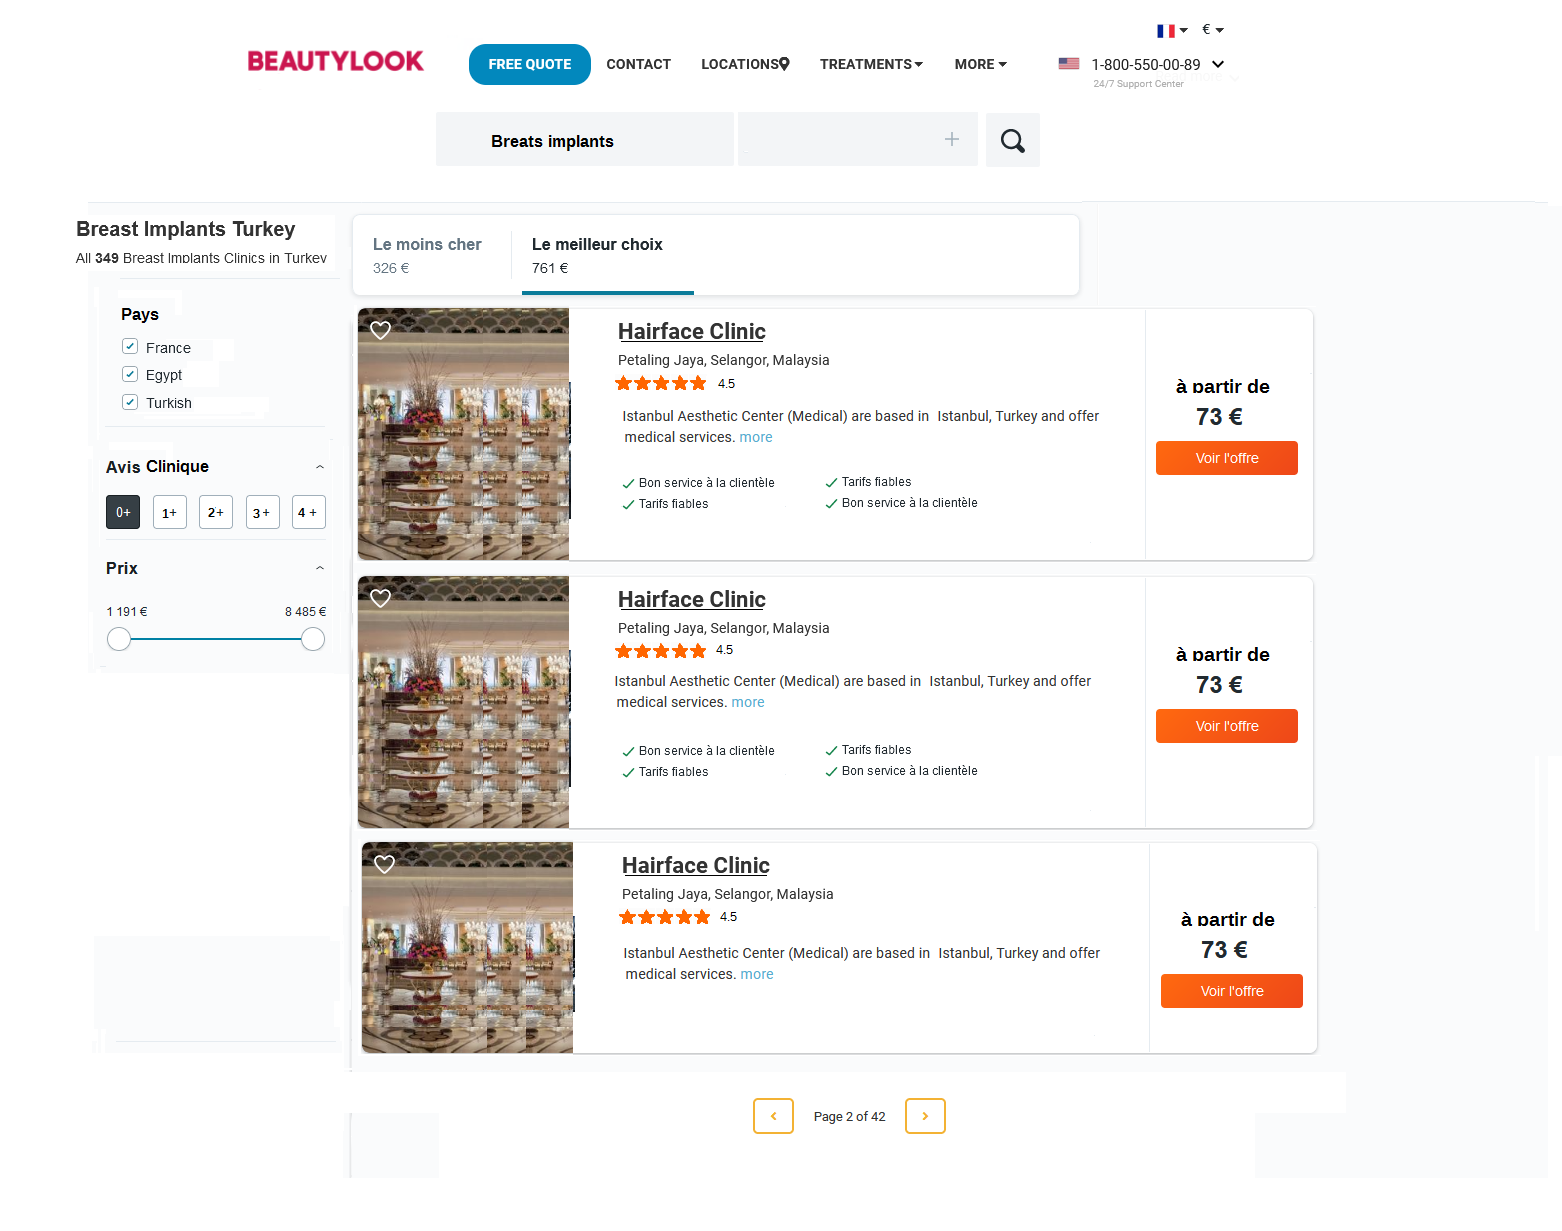 €
BEAUTYLOOK
FREE QUOTE
CONTACT
LOCATIONS
TREATMENTS
MORE
1-800-550-00-89
24/7 Support Center
Breats implants
Breast Implants Turkey
All 349 Breast Implants Clinics in Turkey
Le moins cher
326 €
Le meilleur choix
761 €
Pays
France
Egypt
Turkish
Avis Clinique
0+
1+
2+
3+
4 +
Prix
1 191 €
8 485 €
Hairface Clinic
Petaling Jaya, Selangor, Malaysia
4.5
Istanbul Aesthetic Center (Medical) are based in Istanbul, Turkey and offer
medical services. more
Bon service à la clientèle
Tarifs fiables
Tarifs fiables
Bon service à la clientèle
à partir de
73 €
Voir l'offre
Hairface Clinic
Petaling Jaya, Selangor, Malaysia
4.5
Istanbul Aesthetic Center (Medical) are based in Istanbul, Turkey and offer
medical services. more
Bon service à la clientèle
Tarifs fiables
Tarifs fiables
Bon service à la clientèle
à partir de
73 €
Voir l'offre
Hairface Clinic
Petaling Jaya, Selangor, Malaysia
4.5
Istanbul Aesthetic Center (Medical) are based in Istanbul, Turkey and offer
medical services. more
à partir de
73 €
Voir l'offre
Page 2 of 42